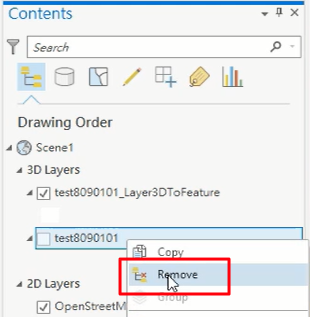 Contents
Search
Drawing Order
Scene1
3D Layers
test8090101_Layer3DToFeature
test8090101
Copy
Remove
Group
2D Layers
OpenStreetM